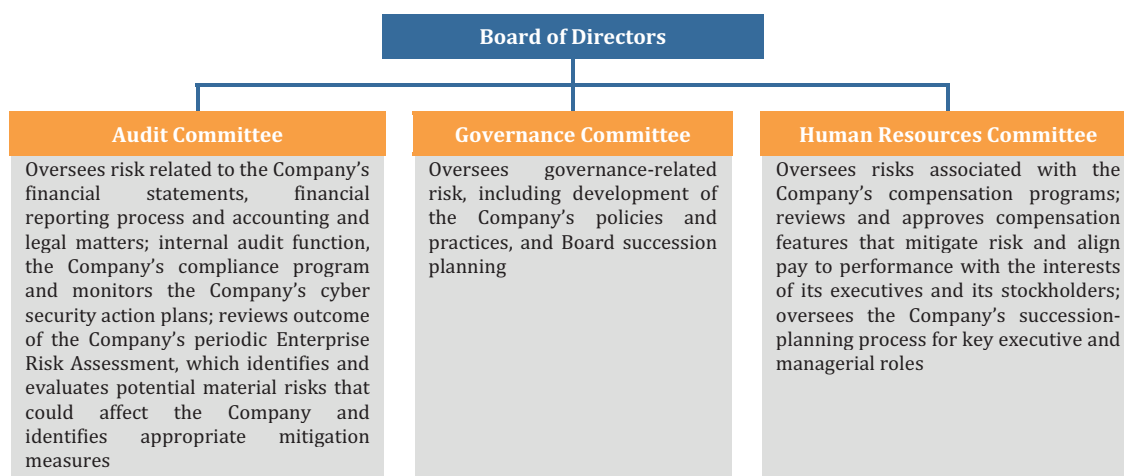 Board of Directors
Audit Committee
Oversees risk related to the Company's
financial statements, financial
reporting process and accounting and
legal matters; internal audit function,
the Company's compliance program
and monitors the Company's cyber
security action plans; reviews outcome
of the Company's periodic Enterprise
Risk Assessment, which identifies and
evaluates potential material risks that
could affect the Company and
identifies appropriate mitigation
measures
Governance Committee
Oversees governance-related
risk, including development of
the Company's policies and
practices, and Board succession
planning
Human Resources Committee
Oversees risks associated with the
Company's compensation programs;
reviews and approves compensation
features that mitigate risk and align
pay to performance with the interests
of its executives and its stockholders;
oversees the Company's succession-
planning process for key executive and
managerial roles